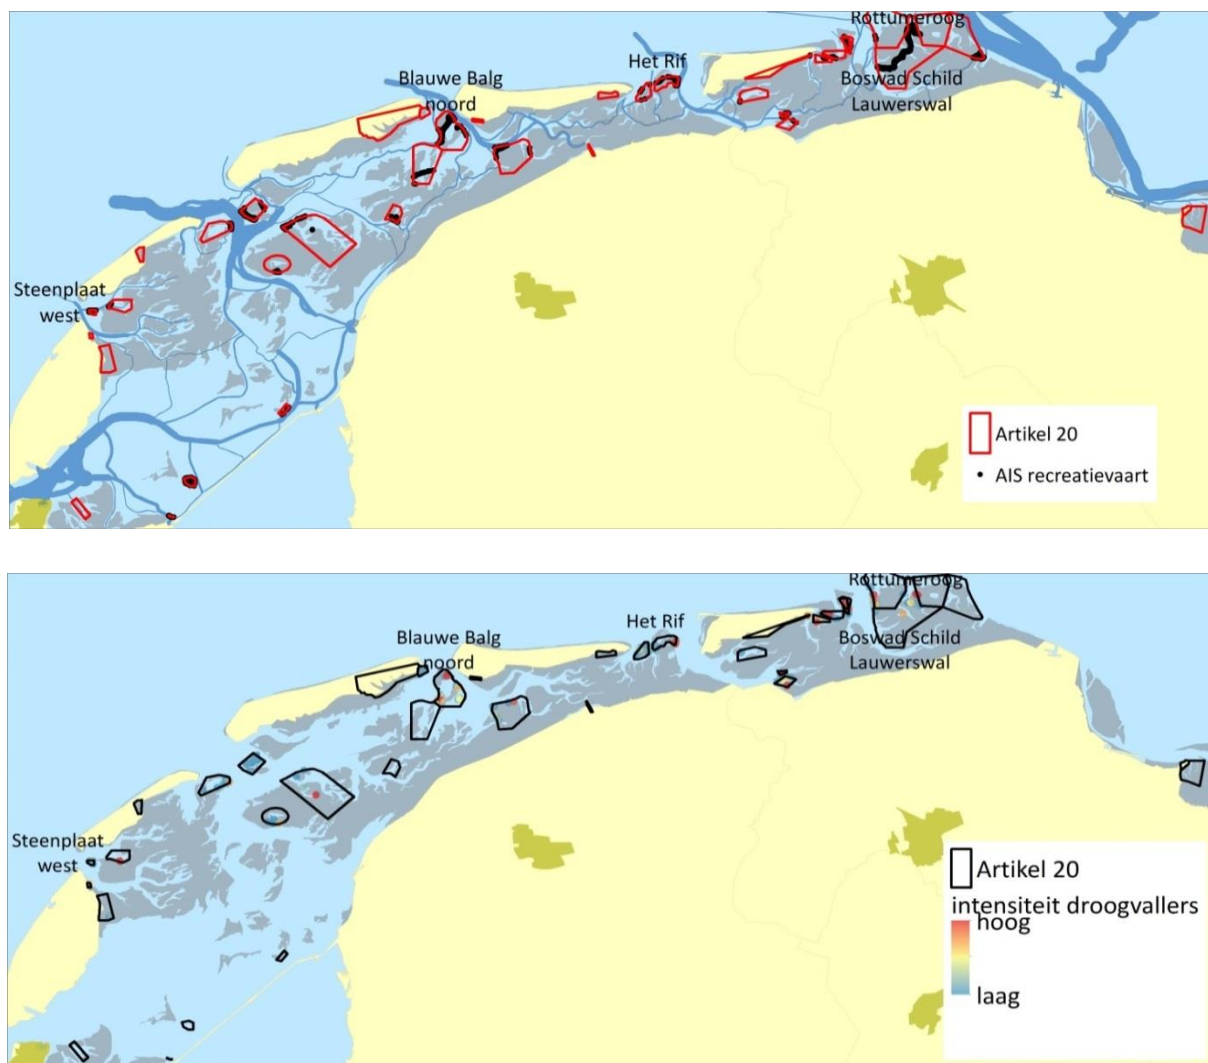 Rottumeroog
Het Rif
Blauwe Balg
noord
Boswad Schild
Lauwerswal
Steenplaat
west
Artikel 20
AIS recreatievaart
Rottumeroog
Het Rif
Blauwe Balg
noord
Boswad Schild
Lauwerswal
Steenplaat
west
Artikel 20
intensiteit droogvallers
hoog
laag